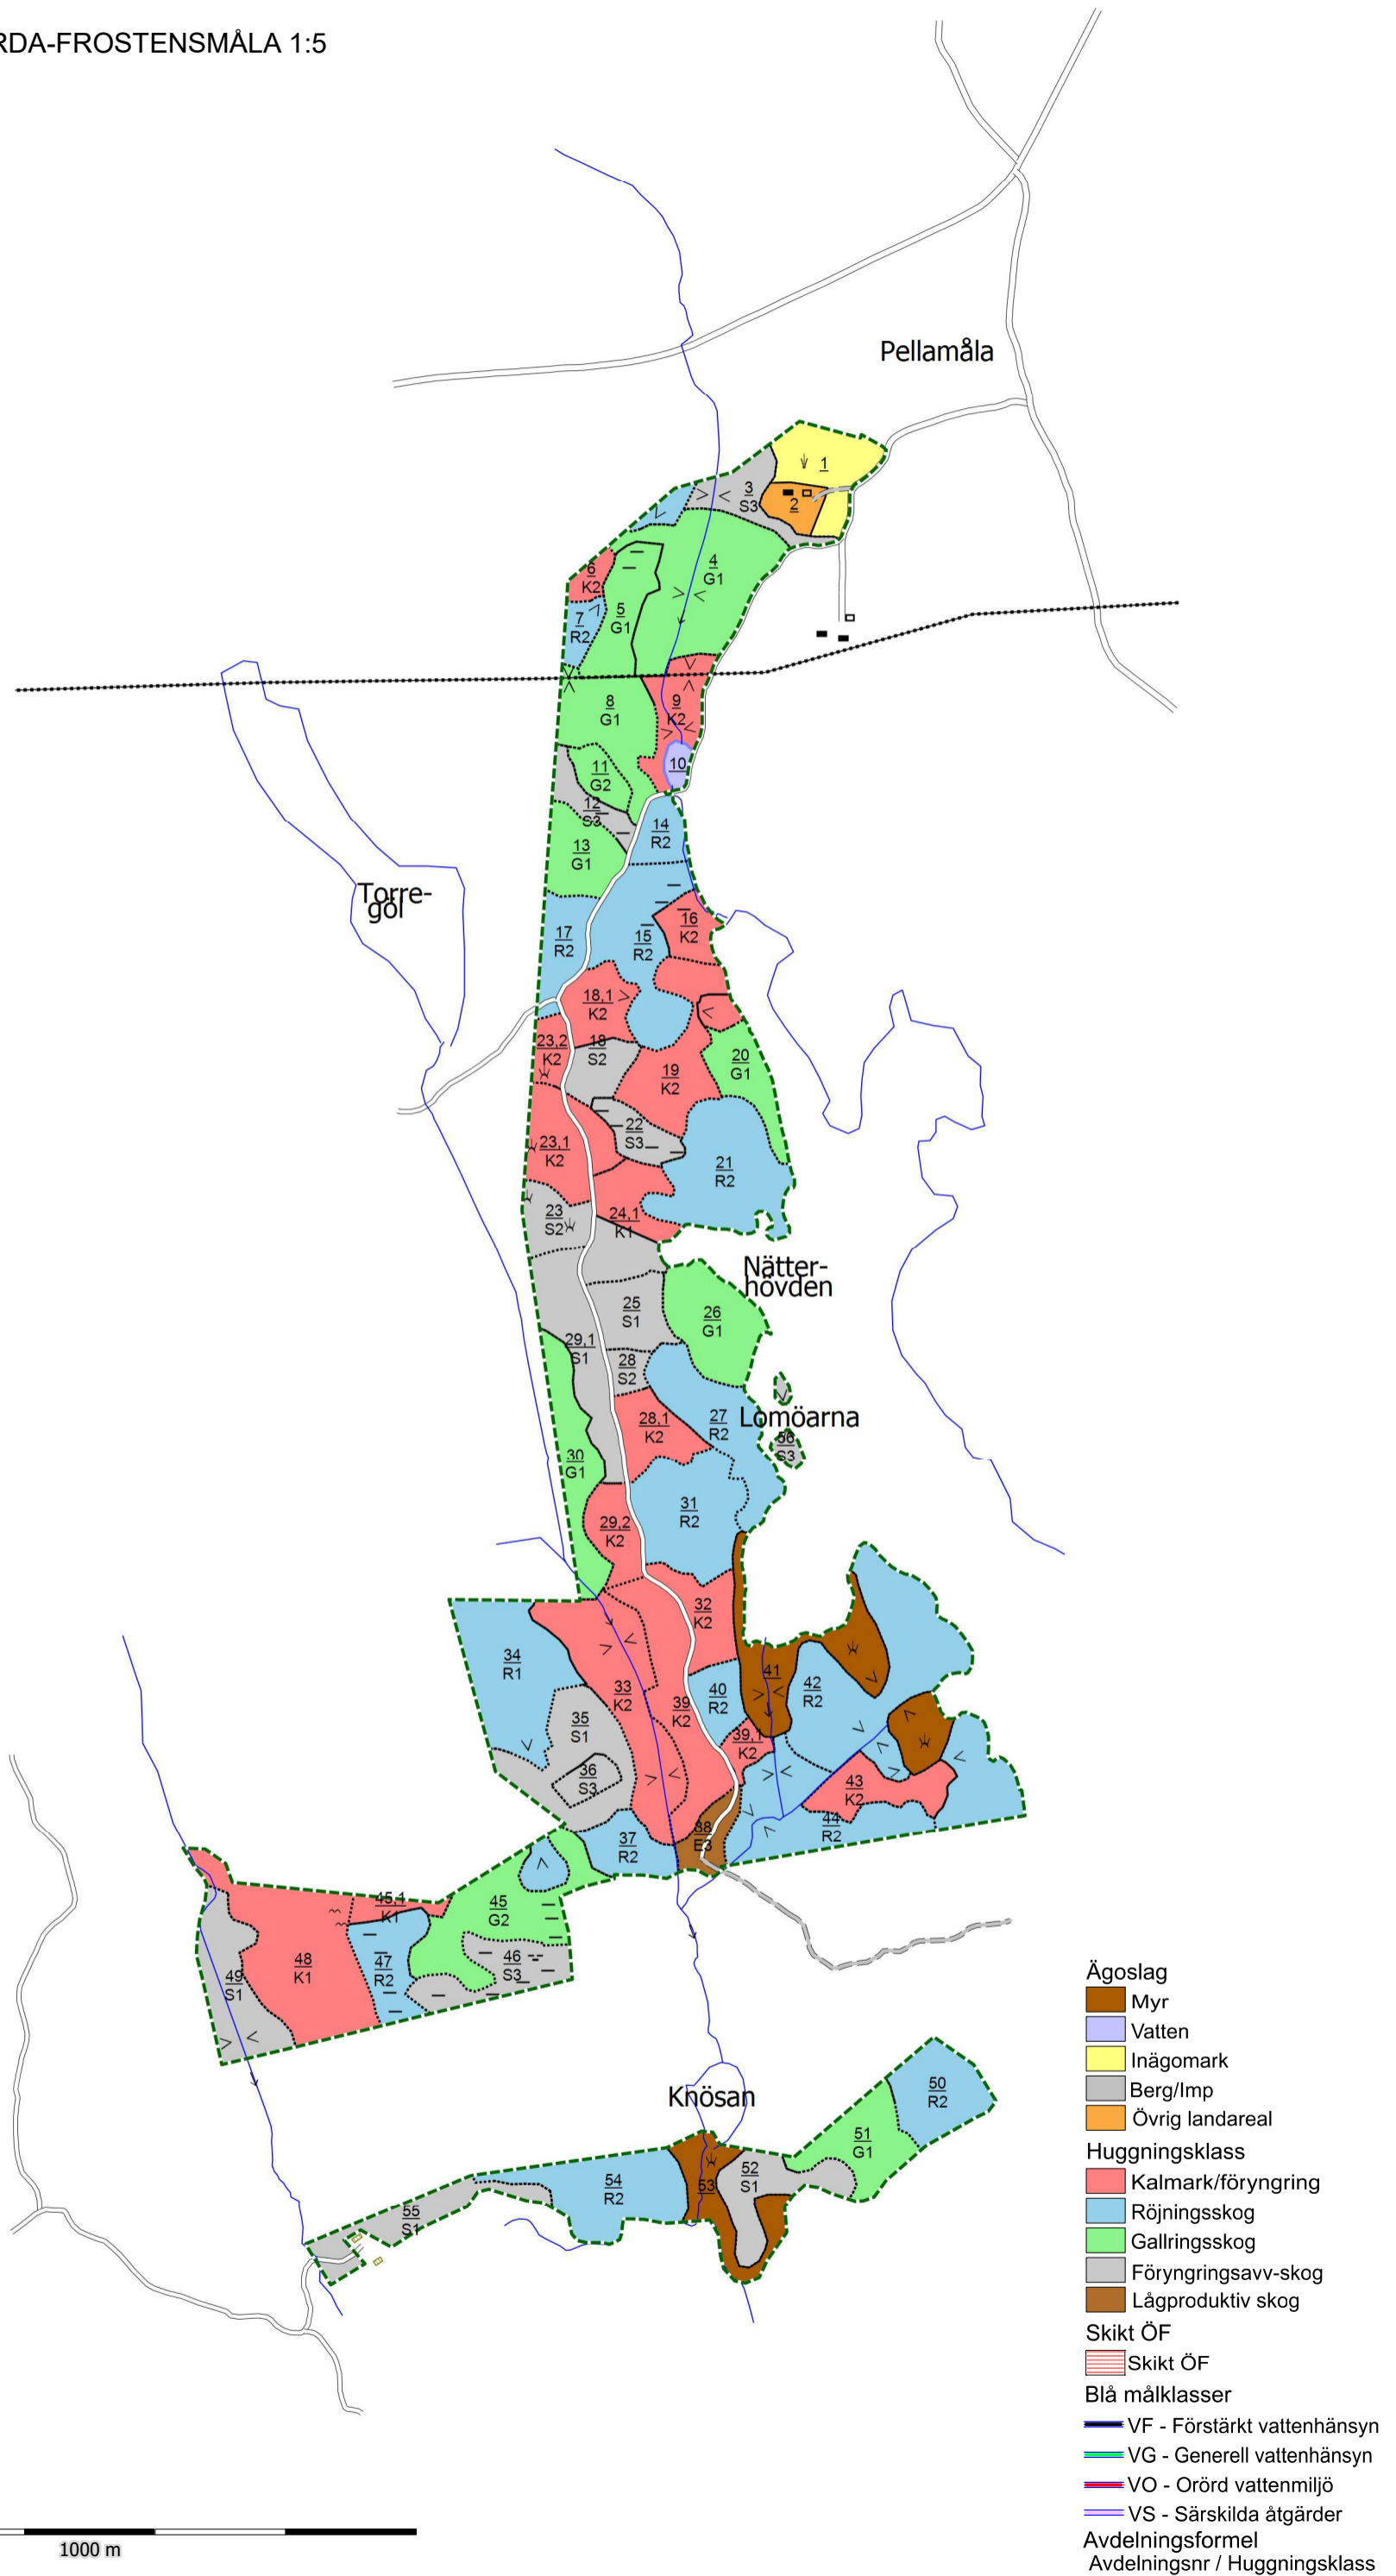 RDA-FROSTENSMÅLA 1:5
Pellamåla
1
2
3
S3
4
G1
5
G1
6
K2
7
R2
8
G1
9
K2
10
11
G2
12
S3
13
G1
14
R2
Torre-
göl
15
R2
16
K2
17
R2
18,1
K2
18
S2
23,2
K2
19
K2
20
G1
22
S3
23,1
K2
21
R2
23
S2
24,1
K1
Nätter-
hövden
25
S1
26
G1
29,1
S1
28
S2
28,1
K2
27
R2
Lomöarna
56
S3
30
G1
31
R2
29,2
K2
32
K2
34
R1
33
K2
35
S1
36
S3
39
K2
40
R2
41
42
R2
39,1
K2
43
K2
44
R2
38
E3
37
R2
45,1
K1
45
G2
46
S3
47
R2
48
K1
49
S1
Knösan
50
R2
51
G1
52
S1
53
54
R2
55
S1
Ägoslag
Myr
Vatten
Inägomark
Berg/Imp
Övrig landareal
Huggningsklass
Kalmark/föryngring
Röjningsskog
Gallringsskog
Föryngringsavv-skog
Lågproduktiv skog
Skikt ÖF
Skikt ÖF
Blå målklasser
VF - Förstärkt vattenhänsyn
VG - Generell vattenhänsyn
VO - Orörd vattenmiljö
VS - Särskilda åtgärder
Avdelningsformel
Avdelningsnr / Huggningsklass
1000 m